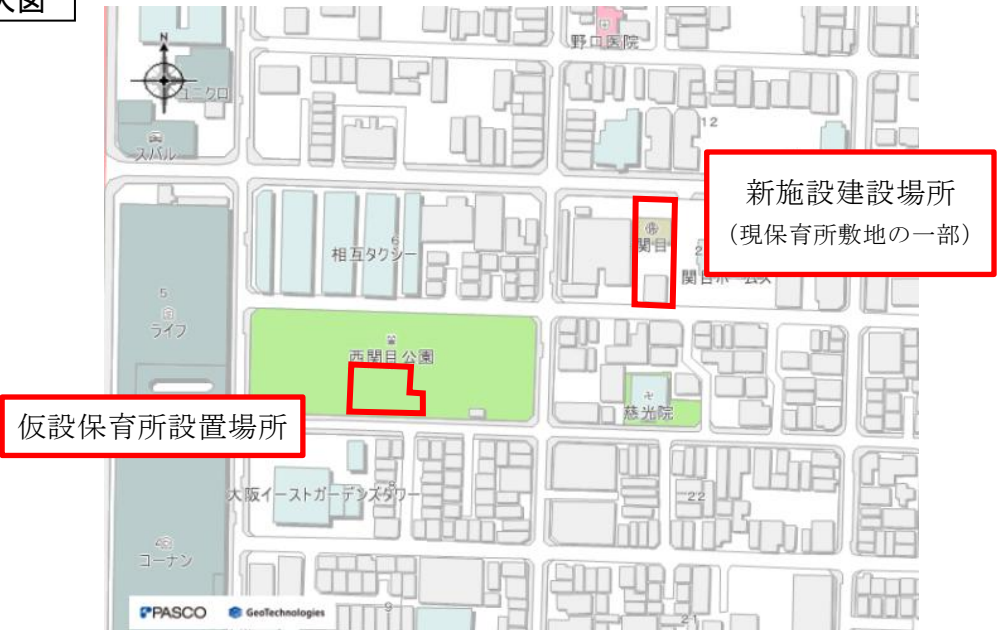 大図
野口医院
N
ユニクロ
スバル
12
新施設建設場所
（現保育所敷地の一部）
6
相互タクシー
関目
2
関目ホームズ
5
ライフ
西関目公園
仮設保育所設置場所
慈光院
8
大阪イーストガーデンズタワー
22
4
コーナン
9
21
PASCO
GeoTechnologies